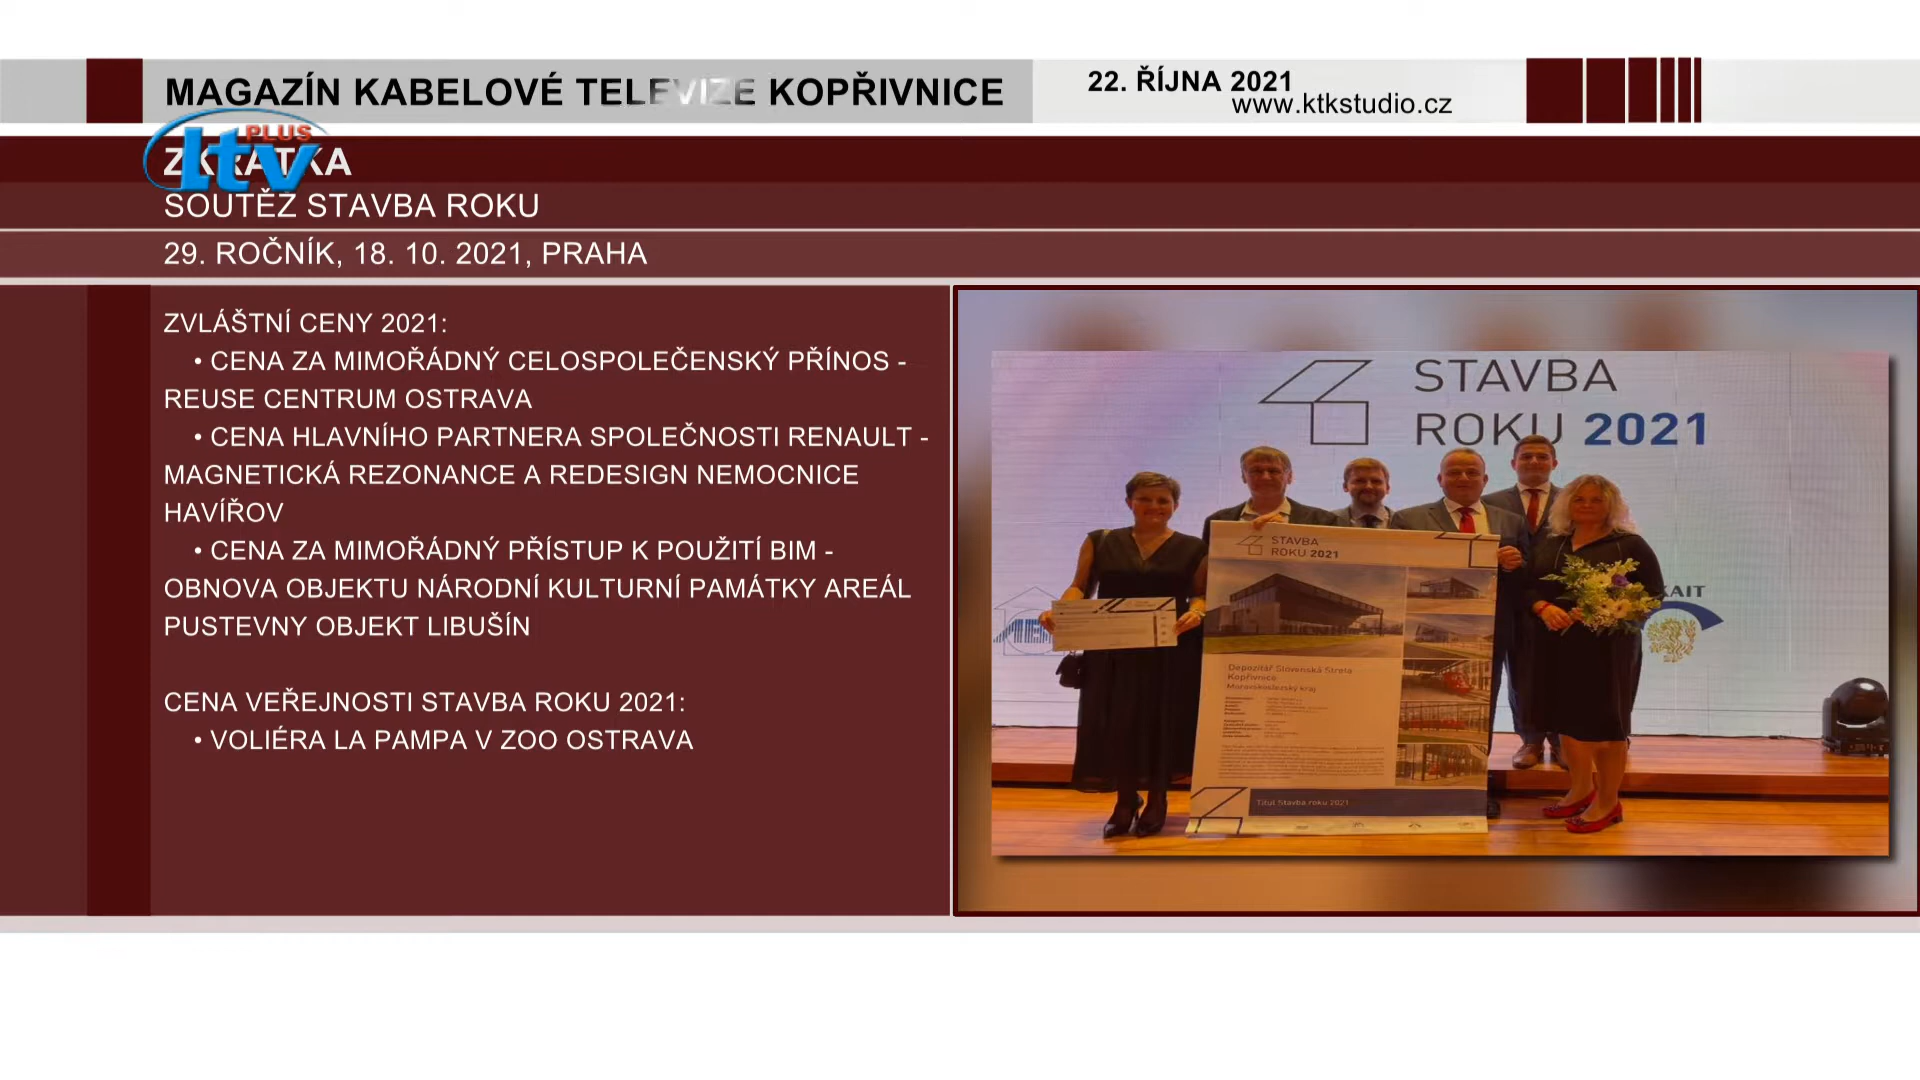 MAGAZÍN KABELOVÉ TELEVIZE KOPŘIVNICE
22. ŘÍJNA 2021
www.ktkstudio.cz
ltv PLUS
ZKRÁTKA
SOUTĚŽ STAVBA ROKU
29. ROČNÍK, 18. 10. 2021, PRAHA
ZVLÁŠTNÍ CENY 2021:
• CENA ZA MIMOŘÁDNÝ CELOSPOLEČENSKÝ PŘÍNOS -
REUSE CENTRUM OSTRAVA
• CENA HLAVNÍHO PARTNERA SPOLEČNOSTI RENAULT -
MAGNETICKÁ REZONANCE A REDESIGN NEMOCNICE
HAVÍŘOV
• CENA ZA MIMOŘÁDNÝ PŘÍSTUP K POUŽITÍ BIM -
OBNOVA OBJEKTU NÁRODNÍ KULTURNÍ PAMÁTKY AREÁL
PUSTEVNY OBJEKT LIBUŠÍN
CENA VEŘEJNOSTI STAVBA ROKU 2021:
• VOLIÉRA LA PAMPA V ZOO OSTRAVA
STAVBA
ROKU 2021
STAVBA
ROKU 2021
Depozitář Slovenská Strela
Kopřivnice
Moravskoslezský kraj
Titul Stavba roku 2021
KAIT